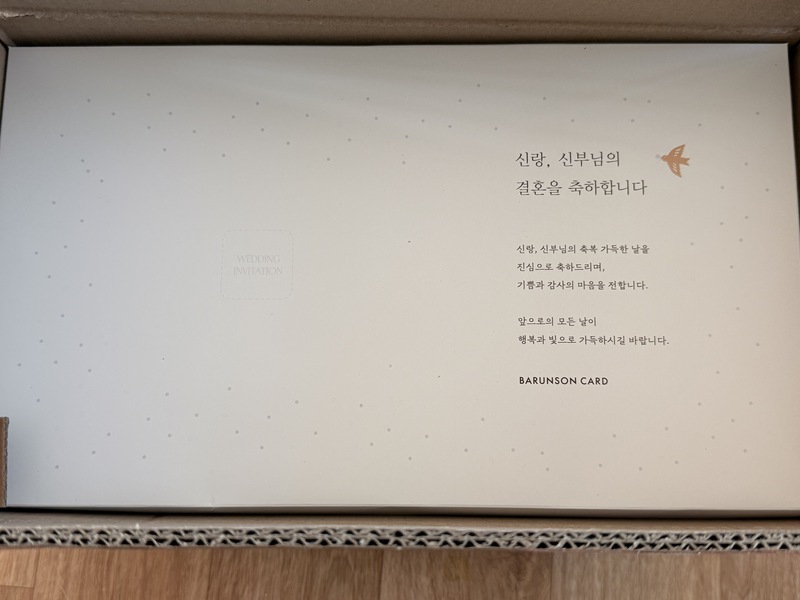 WEDDING
INVITATION
신랑, 신부님의
결혼을 축하합니다
신랑, 신부님의 축복 가득한 날을
진심으로 축하드리며,
기쁨과 감사의 마음을 전합니다.
앞으로의 모든 날이
행복과 빛으로 가득하시길 바랍니다.
BARUNSON CARD